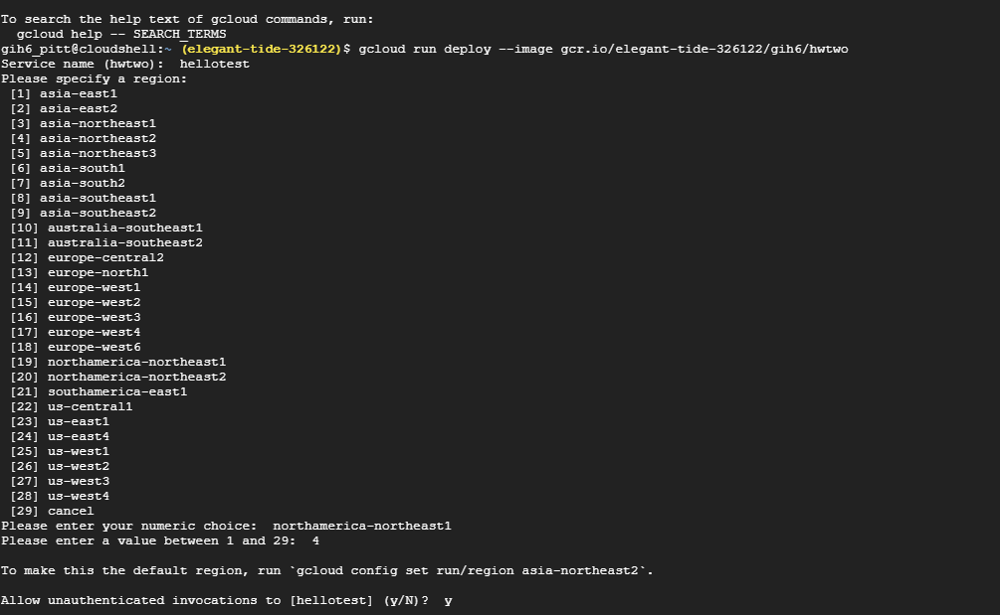 To search the help text of gcloud commands, run:
  gcloud help -- SEARCH_TERMS
gih6_pitt@cloudshell:~ (elegant-tide-326122)$ gcloud run deploy --image gcr.io/elegant-tide-326122/gih6/hwtwo
Service name (hwtwo):  hellotest
Please specify a region:
 [1] asia-east1
 [2] asia-east2
 [3] asia-northeast1
 [4] asia-northeast2
 [5] asia-northeast3
 [6] asia-south1
 [7] asia-south2
 [8] asia-southeast1
 [9] asia-southeast2
 [10] australia-southeast1
 [11] australia-southeast2
 [12] europe-central2
 [13] europe-north1
 [14] europe-west1
 [15] europe-west2
 [16] europe-west3
 [17] europe-west4
 [18] europe-west6
 [19] northamerica-northeast1
 [20] northamerica-northeast2
 [21] southamerica-east1
 [22] us-central1
 [23] us-east1
 [24] us-east4
 [25] us-west1
 [26] us-west2
 [27] us-west3
 [28] us-west4
 [29] cancel
Please enter your numeric choice:  northamerica-northeast1
Please enter a value between 1 and 29:  4
To make this the default region, run `gcloud config set run/region asia-northeast2`.
Allow unauthenticated invocations to [hellotest] (y/N)?  y